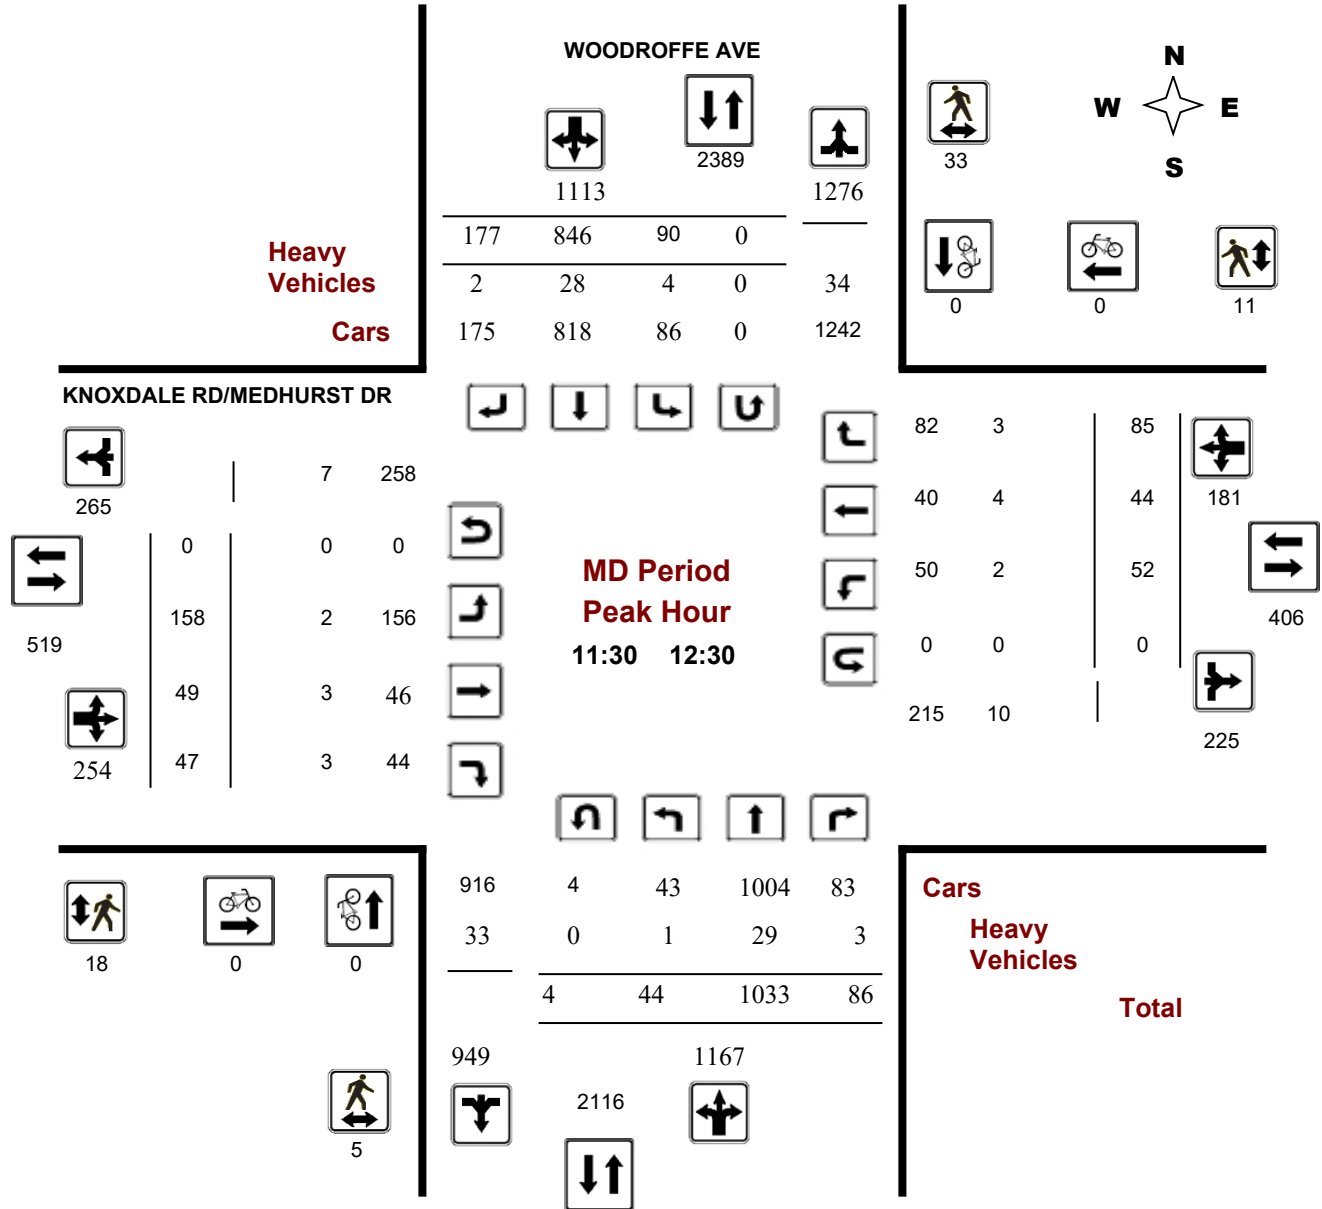 WOODROFFE AVE
N
W E
S
2389
33
1113 1276
177 846 90 0
Heavy
Vehicles
2 28 4 0 34
0 0 11
Cars
175 818 86 0 1242
KNOXDALE RD/MEDHURST DR
82 3 85
7 258
265
40 4 44 181
0 0 0
MD Period
50 2 52
Peak Hour
158 2 156
406
519
11:30 12:30
0 0 0
49 3 46
215 10
225
254 47 3 44
916 4 43 1004 83
Cars
33 0 1 29 3
Heavy
Vehicles
18 0 0
4 44 1033 86
Total
949 1167
2116
5